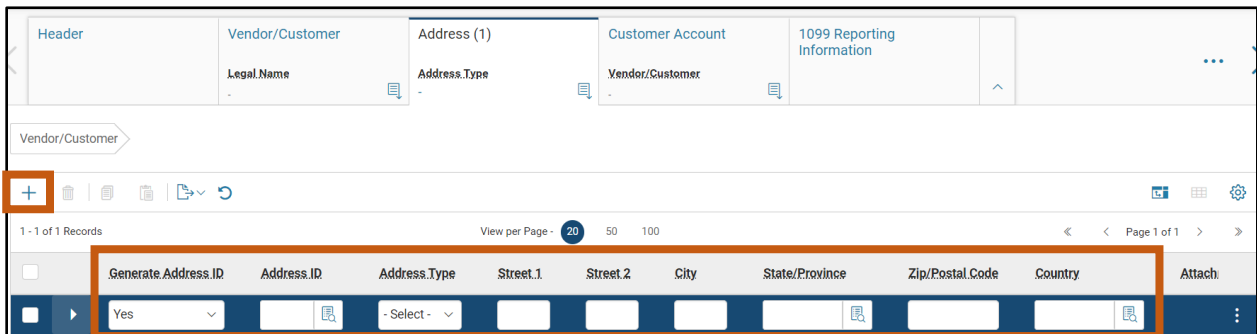 Header Vendor/Customer Address (1) Customer Account 1099 Reporting
Information
Legal Name Address Type Vendor/Customer
- - -
Vendor/Customer
1 - 1 of 1 Records View per Page - 20 50 100 Page 1 of 1
Generate Address ID Address ID Address Type Street 1 Street 2 City State/Province Zip/Postal Code Country Attach
Yes - Select -